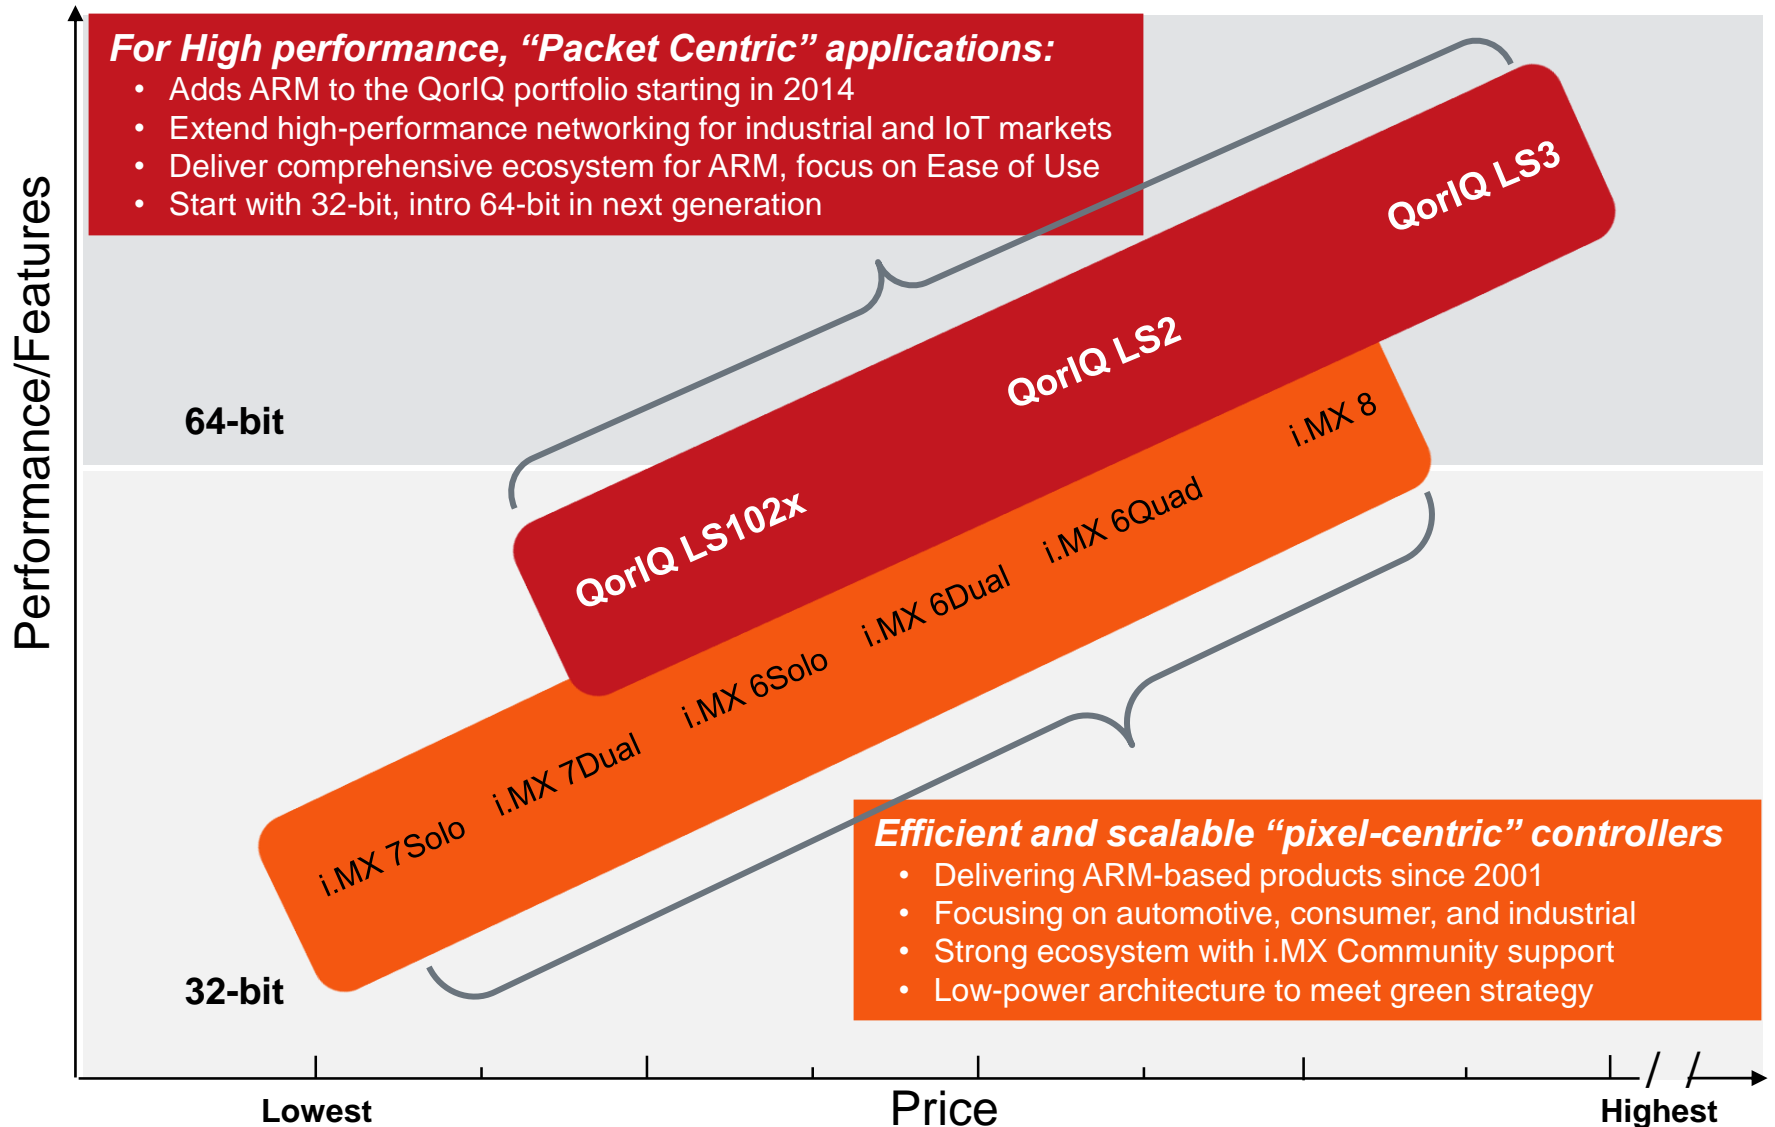 For High performance, “Packet Centric” applications:
• Adds ARM to the QorIQ portfolio starting in 2014
• Extend high-performance networking for industrial and IoT markets
• Deliver comprehensive ecosystem for ARM, focus on Ease of Use
• Start with 32-bit, intro 64-bit in next generation
Performance/Features
64-bit
32-bit
QorIQ LS102x
QorIQ LS2
QorIQ LS3
i.MX 7Solo
i.MX 7Dual
i.MX 6Solo
i.MX 6Dual
i.MX 6Quad
i.MX 8
Efficient and scalable “pixel-centric” controllers
• Delivering ARM-based products since 2001
• Focusing on automotive, consumer, and industrial
• Strong ecosystem with i.MX Community support
• Low-power architecture to meet green strategy
Lowest
Price
Highest